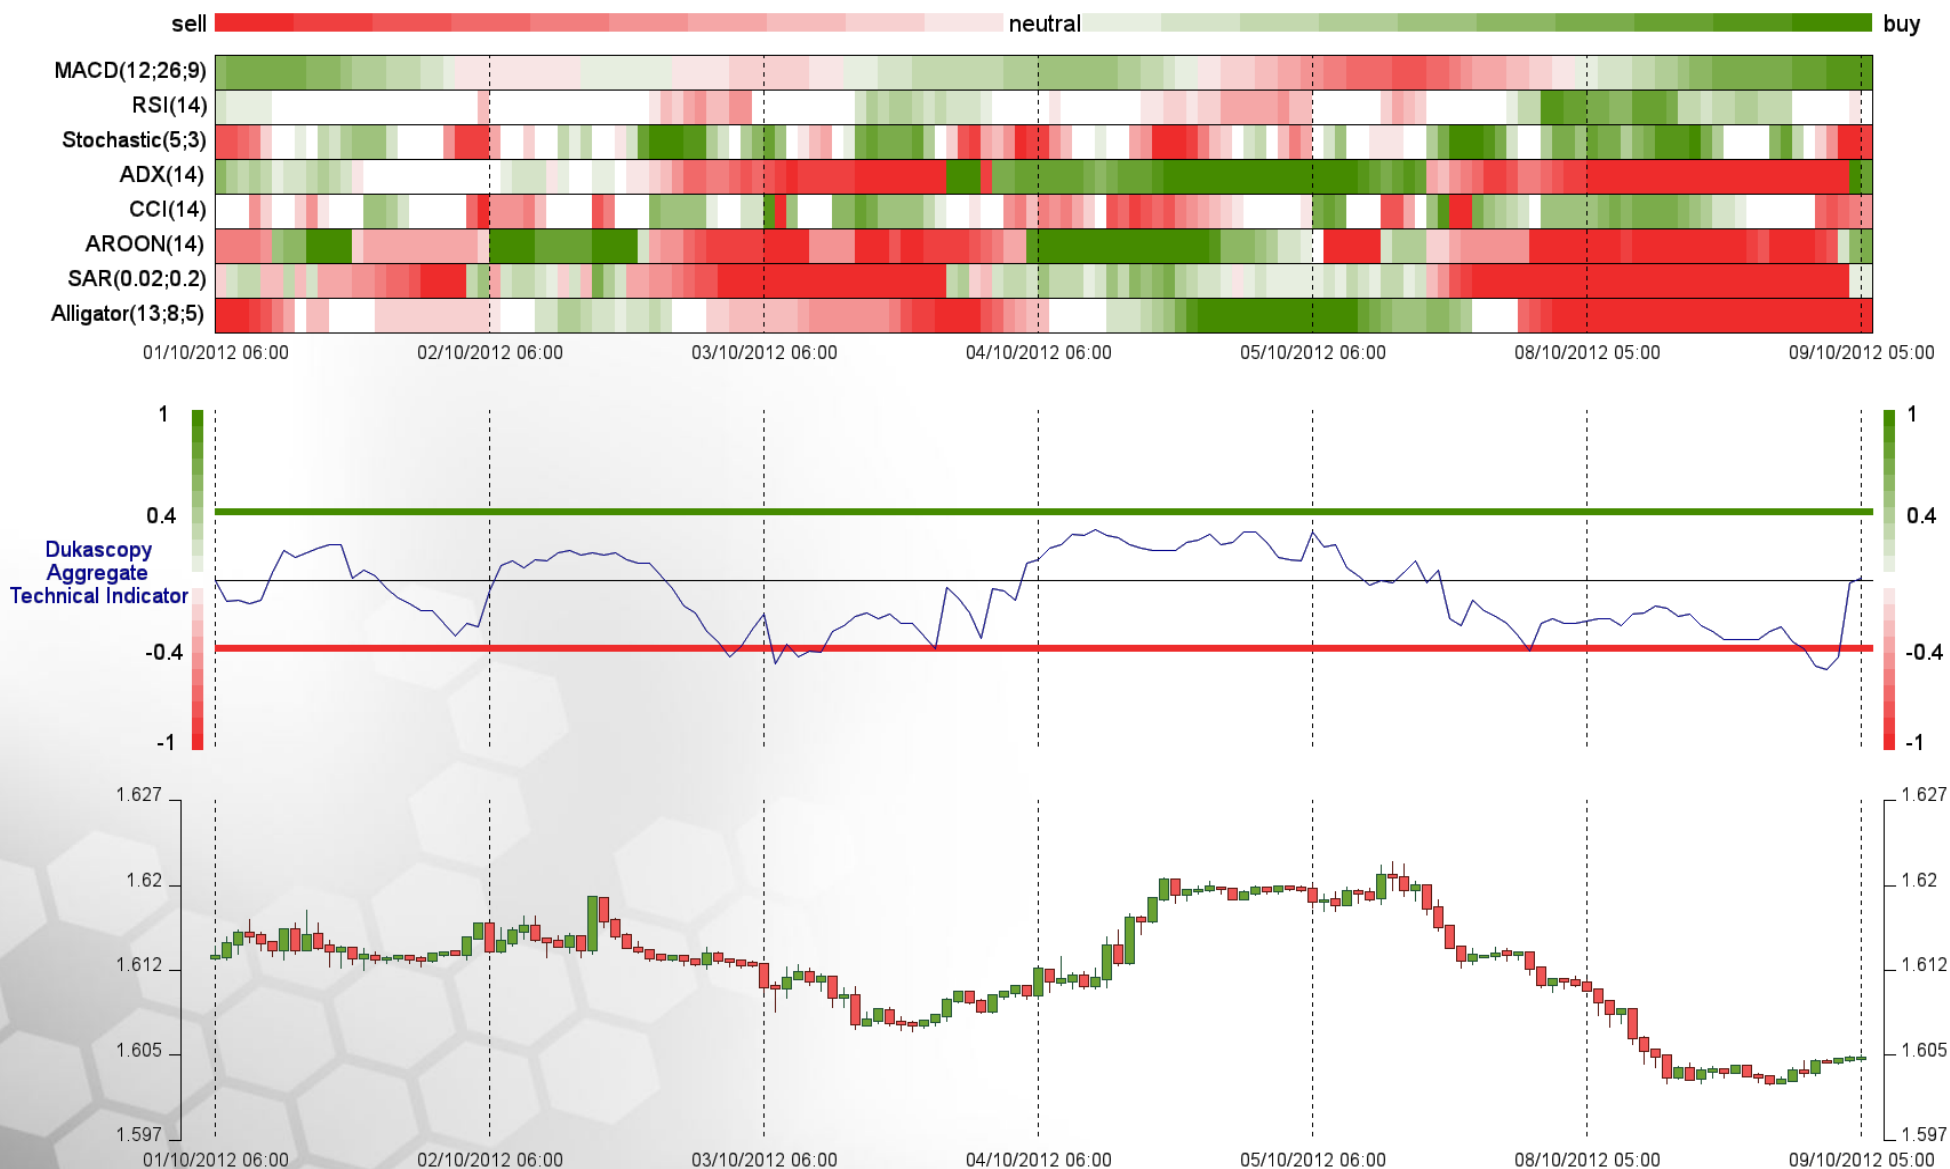 sell neutral buy
MACD(12;26;9)
RSI(14)
Stochastic(5;3)
ADX(14)
CCI(14)
AROON(14)
SAR(0.02;0.2)
Alligator(13;8;5)
01/10/2012 06:00 02/10/2012 06:00 03/10/2012 06:00 04/10/2012 06:00 05/10/2012 06:00 08/10/2012 05:00 09/10/2012 05:00
1 1
0.4 0.4
Dukascopy
Aggregate
Technical Indicator
-0.4 -0.4
-1 -1
1.627 1.627
1.62 1.62
1.612 1.612
1.605 1.605
1.597 1.597
01/10/2012 06:00 02/10/2012 06:00 03/10/2012 06:00 04/10/2012 06:00 05/10/2012 06:00 08/10/2012 05:00 09/10/2012 05:00